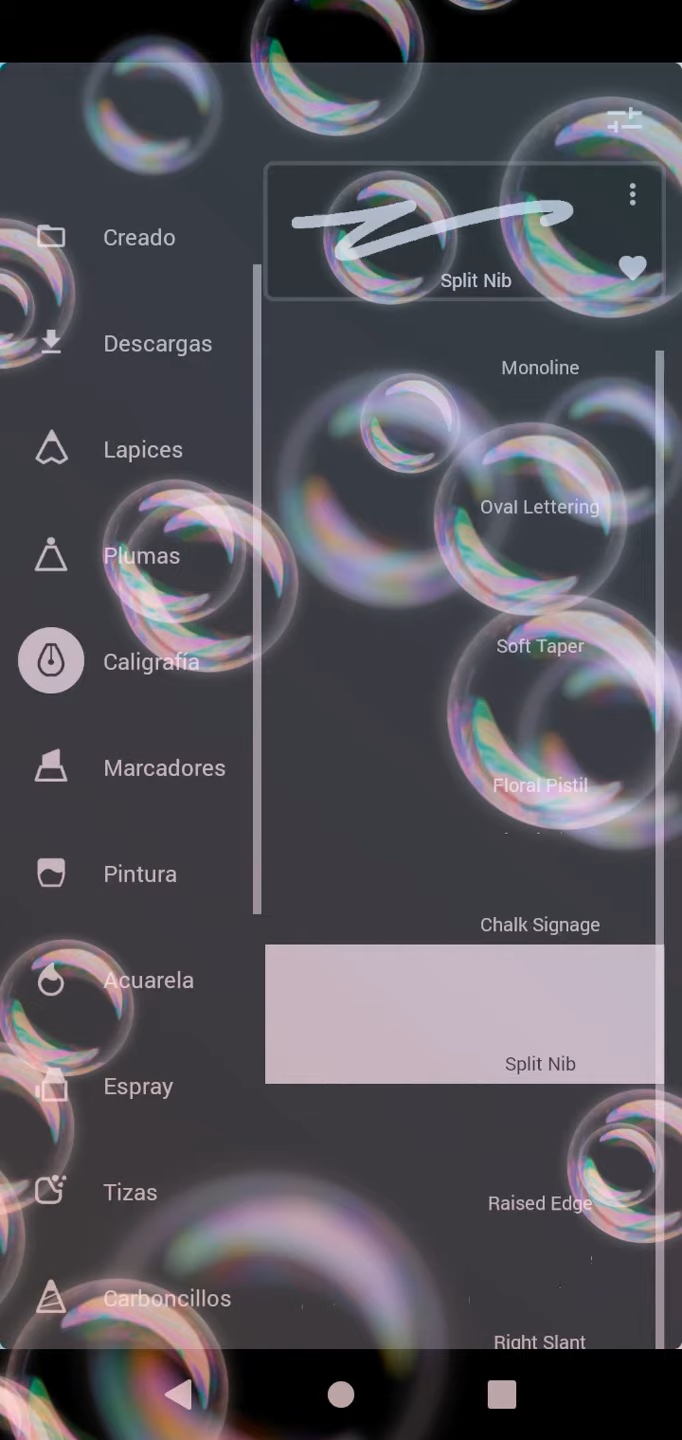 Creado
Descargas
Lapices
Plumas
Caligrafía
Marcadores
Pintura
Acuarela
Espray
Tizas
Carboncillos
Split Nib
Monoline
Oval Lettering
Soft Taper
Floral Pistil
Chalk Signage
Split Nib
Raised Edge
Right Slant